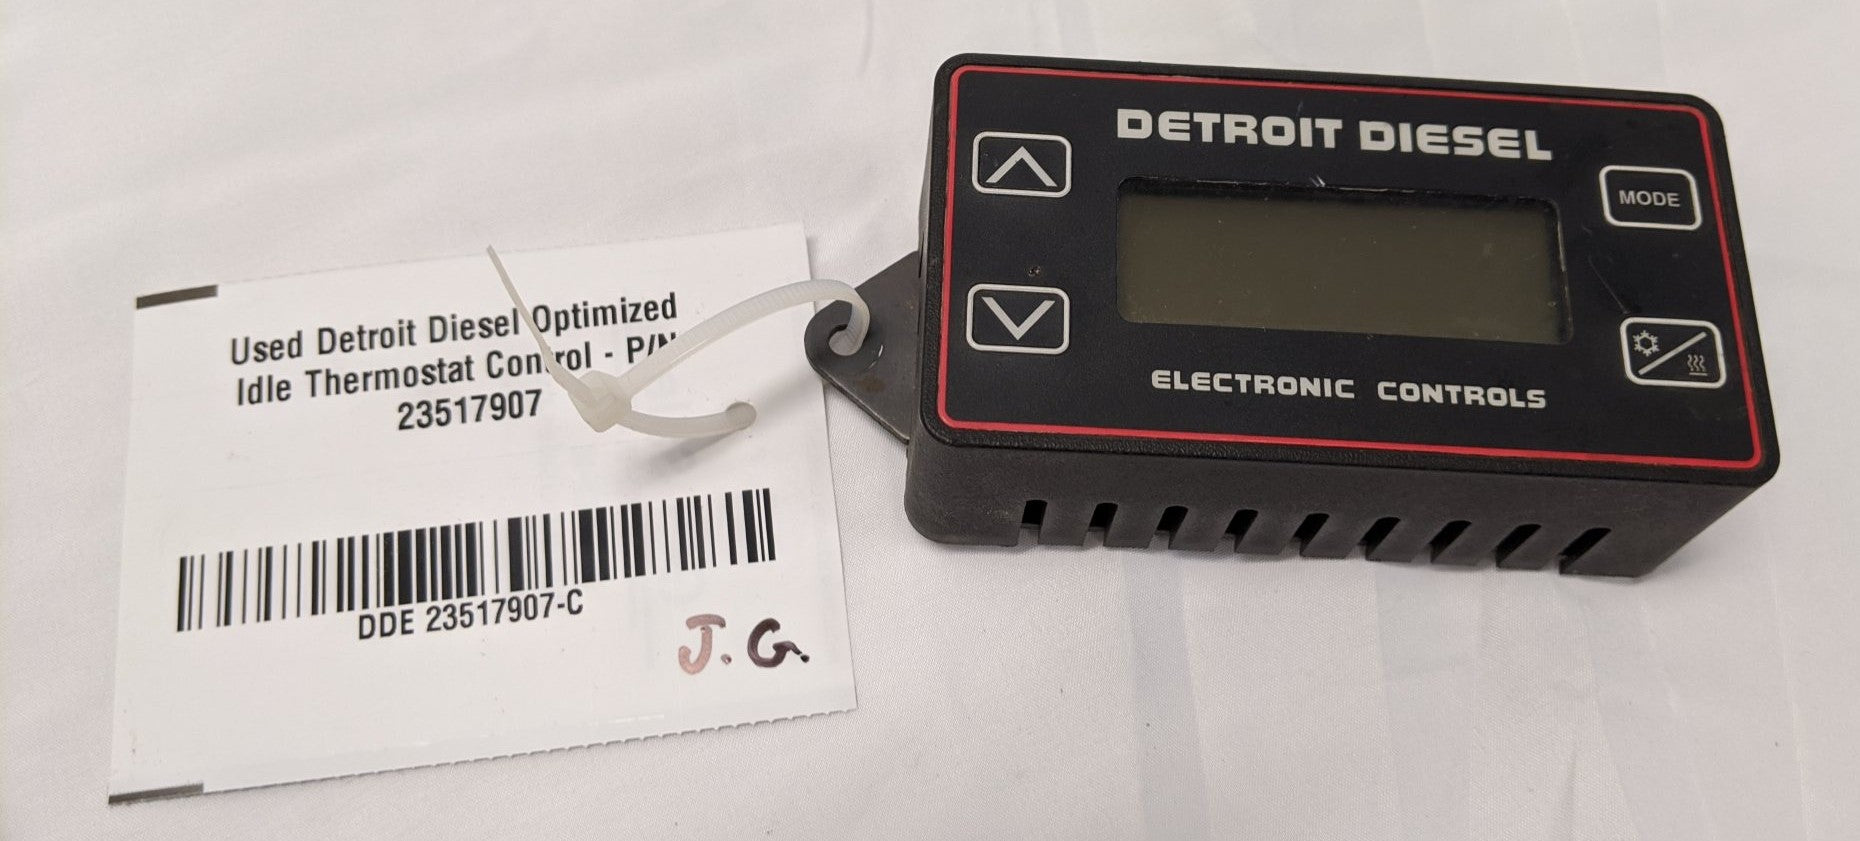 Used Detroit Diesel Optimized
Idle Thermostat Control - P/N
23517907
DDE 23517907-C
J.G.
DETROIT DIESEL
MODE
ELECTRONIC CONTROLS